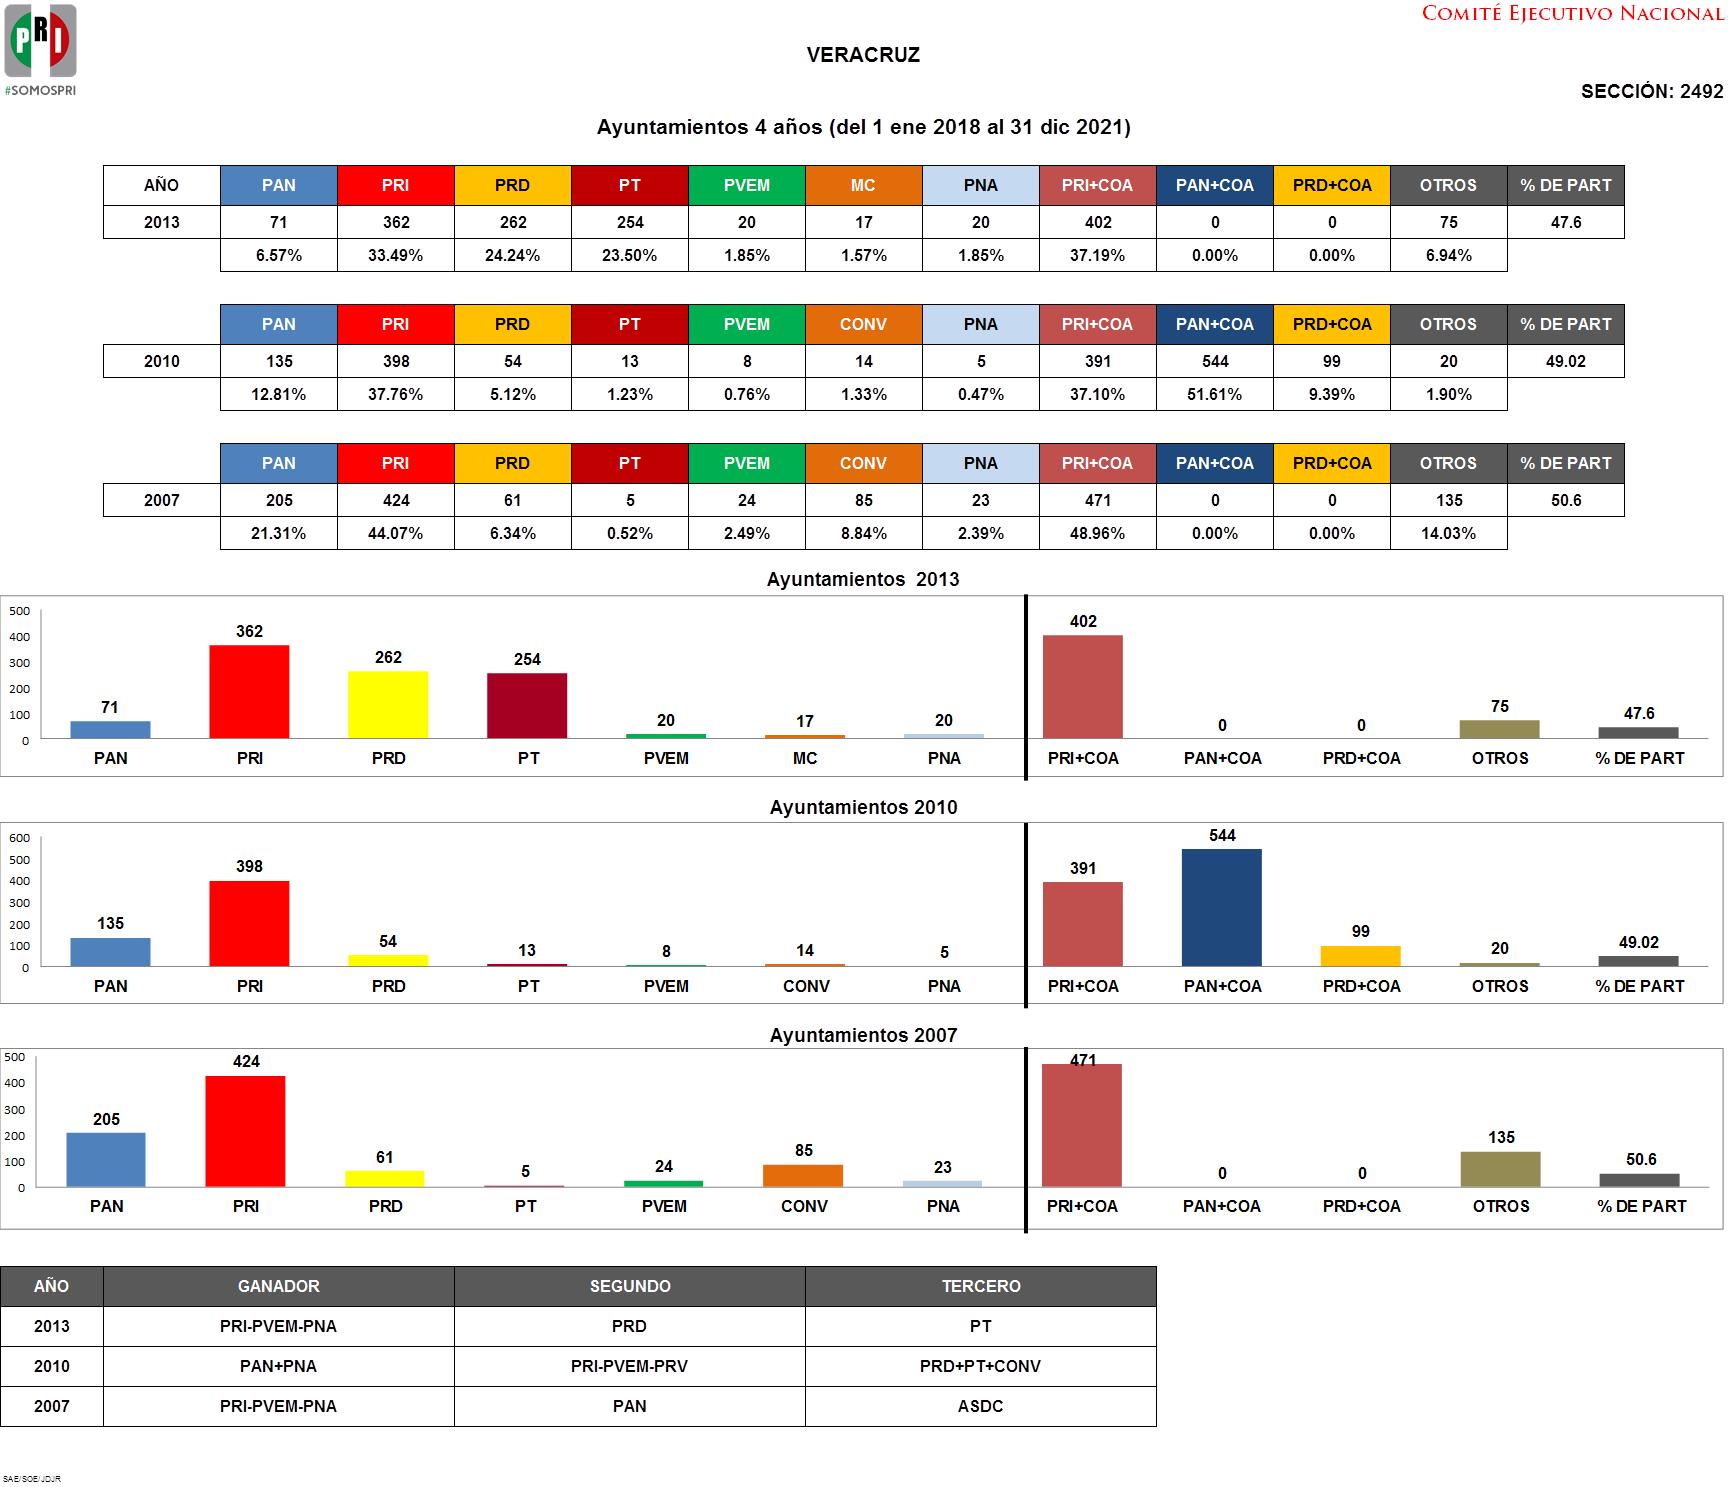 PRI
#SOMOSPRI
COMITÉ EJECUTIVO NACIONAL
VERACRUZ
SECCIÓN: 2492
Ayuntamientos 4 años (del 1 ene 2018 al 31 dic 2021)
AÑO PAN PRI PRD PT PVEM MC PNA PRI+COA PAN+COA PRD+COA OTROS % DE PART
2013 71 362 262 254 20 17 20 402 0 0 75 47.6
6.57% 33.49% 24.24% 23.50% 1.85% 1.57% 1.85% 37.19% 0.00% 0.00% 6.94%
PAN PRI PRD PT PVEM CONV PNA PRI+COA PAN+COA PRD+COA OTROS % DE PART
2010 135 398 54 13 8 14 5 391 544 99 20 49.02
12.81% 37.76% 5.12% 1.23% 0.76% 1.33% 0.47% 37.10% 51.61% 9.39% 1.90%
PAN PRI PRD PT PVEM CONV PNA PRI+COA PAN+COA PRD+COA OTROS % DE PART
2007 205 424 61 5 24 85 23 471 0 0 135 50.6
21.31% 44.07% 6.34% 0.52% 2.49% 8.84% 2.39% 48.96% 0.00% 0.00% 14.03%
Ayuntamientos 2013
500
400
300
200
100
0
71 362 262 254 20 17 20 402 0 0 75 47.6
PAN PRI PRD PT PVEM MC PNA PRI+COA PAN+COA PRD+COA OTROS % DE PART
Ayuntamientos 2010
600
500
400
300
200
100
0
135 398 54 13 8 14 5 391 544 99 20 49.02
PAN PRI PRD PT PVEM CONV PNA PRI+COA PAN+COA PRD+COA OTROS % DE PART
Ayuntamientos 2007
500
400
300
200
100
0
205 424 61 5 24 85 23 471 0 0 135 50.6
PAN PRI PRD PT PVEM CONV PNA PRI+COA PAN+COA PRD+COA OTROS % DE PART
AÑO GANADOR SEGUNDO TERCERO
2013 PRI-PVEM-PNA PRD PT
2010 PAN+PNA PRI-PVEM-PRV PRD+PT+CONV
2007 PRI-PVEM-PNA PAN ASDC
SAE/SOE/JDJR